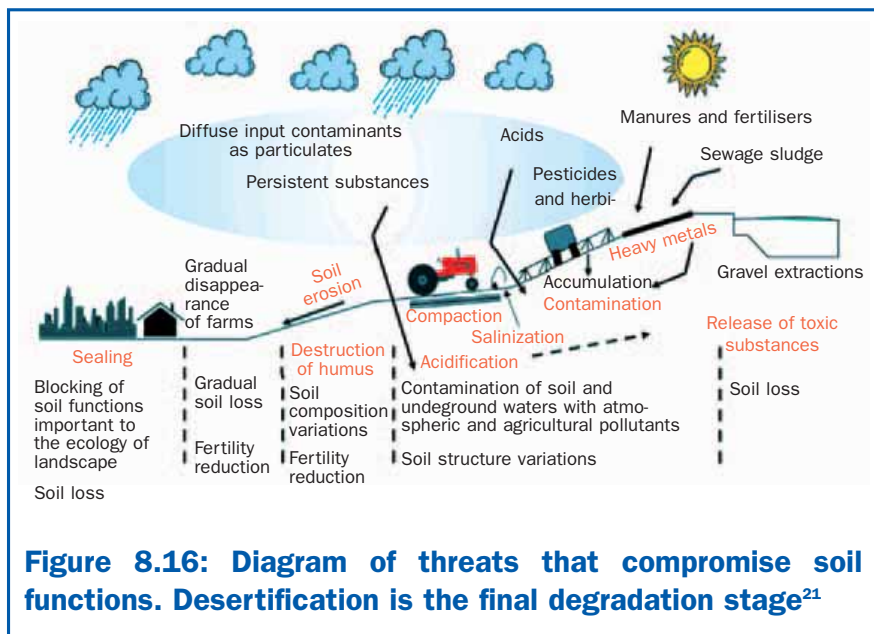 Diffuse input contaminants
as particulates
Persistent substances
Acids
Pesticides
and herbi-
Manures and fertilisers
Sewage sludge
Heavy metals
Gravel extractions
Accumulation
Contamination
Gradual
disappea-
rance
of farms
Soil
erosion
Compaction
Salinization
Acidification
Release of toxic
substances
Sealing
Destruction
of humus
Blocking of
soil functions
important to
the ecology of
landscape
Soil loss
Gradual
soil loss
Fertility
reduction
Soil
composition
variations
Fertility
reduction
Contamination of soil and
undeground waters with atmo-
spheric and agricultural pollutants
Soil structure variations
Soil loss
Figure 8.16: Diagram of threats that compromise soil
functions. Desertification is the final degradation stage²¹